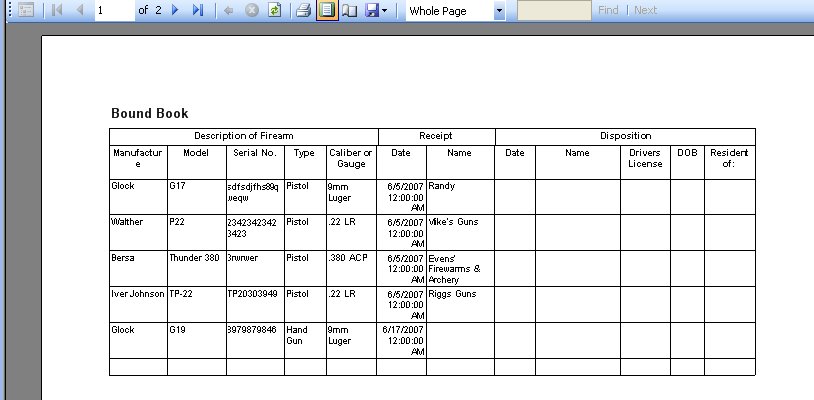 1 of 2 Whole Page Find | Next
Bound Book
Description of Firearm Receipt Disposition
Manufactur Model Serial No. Type Caliber or Date Name Date Name Drivers DOB Resident
e Gauge License of:
Glock G17 sdfsdjfhs89q Pistol 9mm 6/5/2007 Randy
weqw Luger 12:00:00
AM
Walther P22 2342342342 Pistol .22 LR 6/5/2007 Mike's Guns
3423 12:00:00
AM
Bersa Thunder 380 3rwrwer Pistol .380 ACP 6/5/2007 Evens'
12:00:00 Firewarms &
AM Archery
Iver Johnson TP-22 TP20303949 Pistol .22 LR 6/5/2007 Riggs Guns
12:00:00
AM
Glock G19 3979879846 Hand 9mm 6/17/2007
Gun Luger 12:00:00
AM